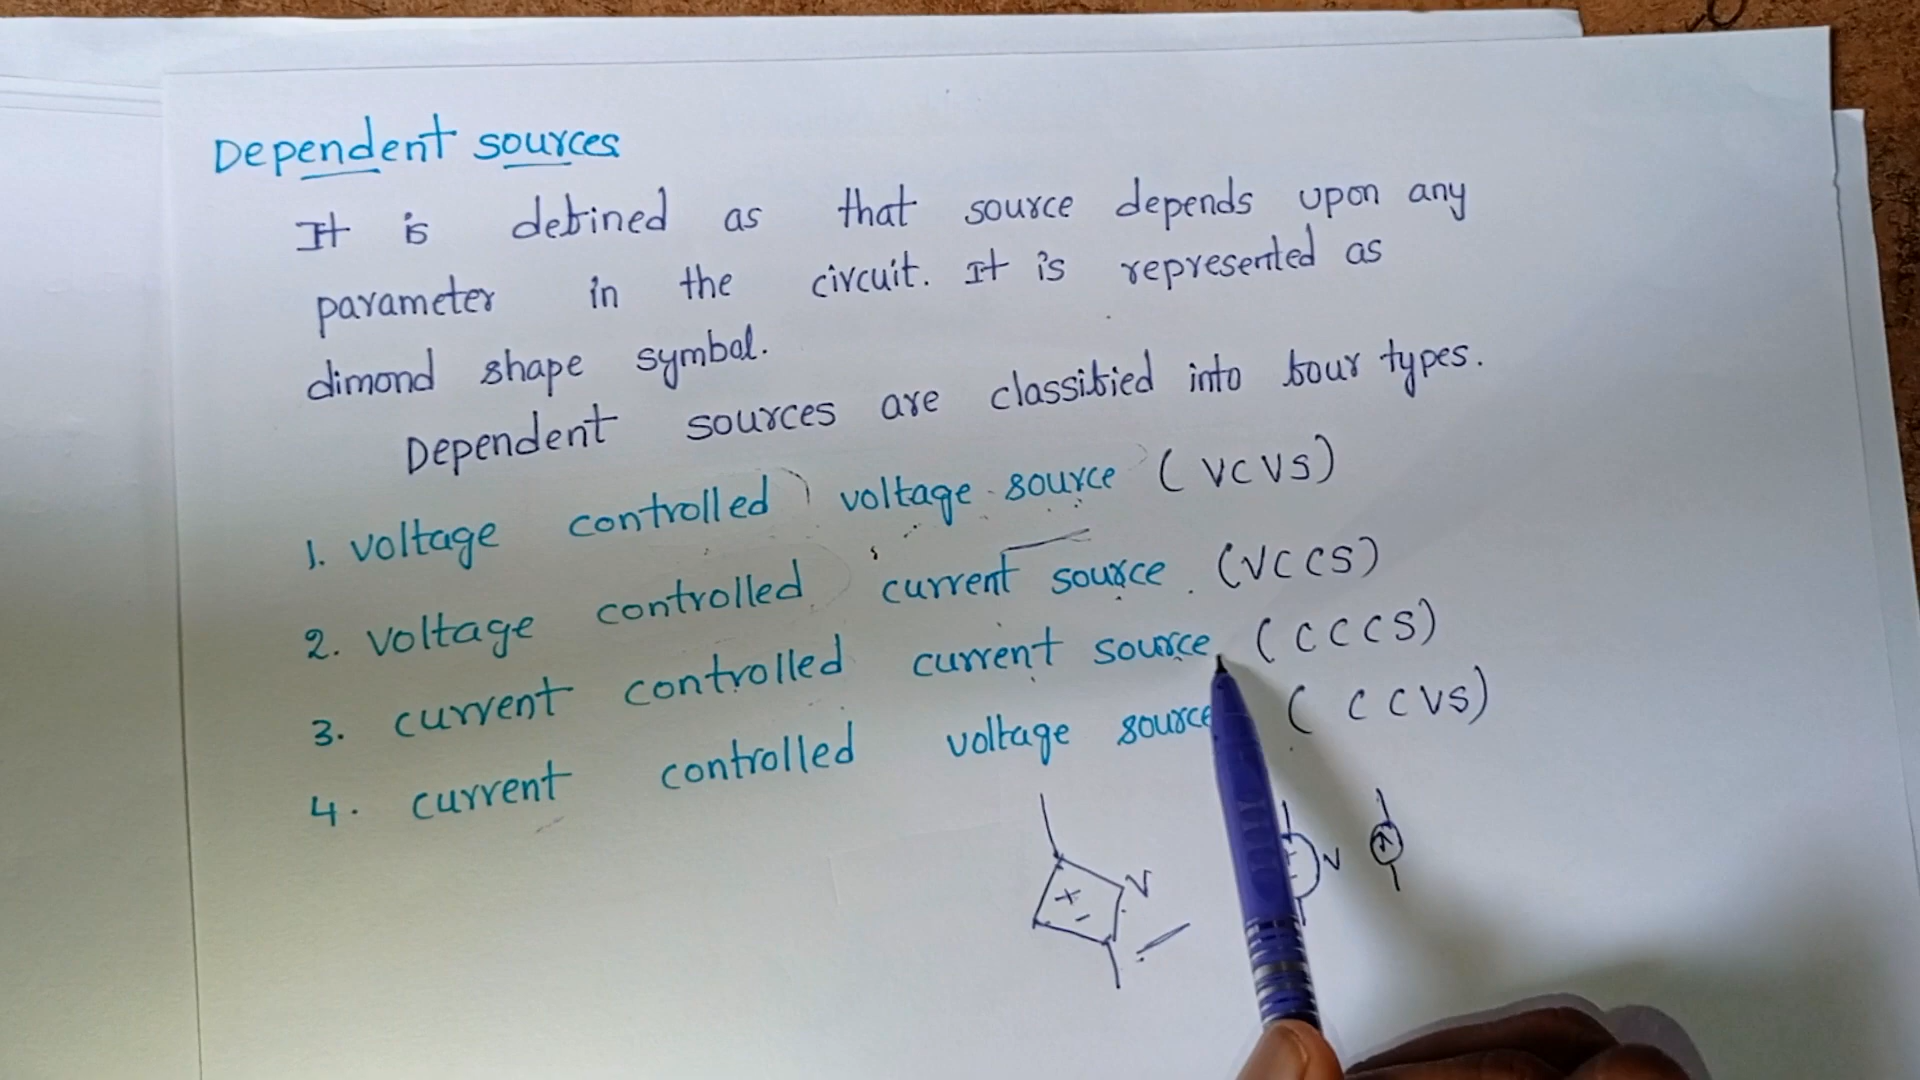 Dependent sources
It is defined as that source depends upon any
parameter in the circuit. It is represented as
dimond shape symbol.
Dependent sources are classified into four types.
1. voltage controlled voltage source (VCVS)
2. voltage controlled current source. (VCCS)
3. current controlled current source (CCCS)
4. current controlled voltage source (CCVS)
+ - V
V